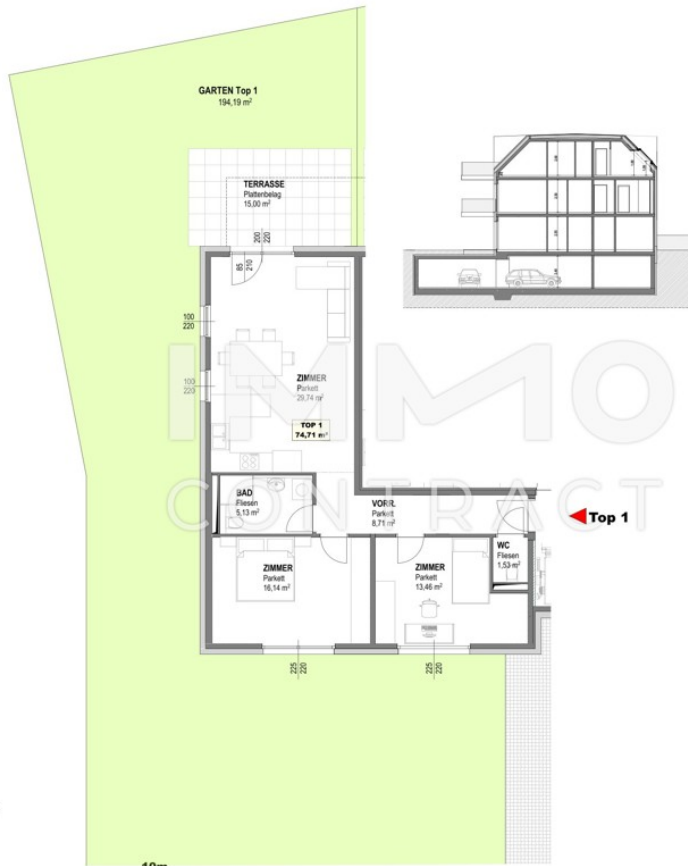 GARTEN Top 1
194,19 m²
TERRASSE
Plattenbelag
15,00 m²
200
220
85
210
100
220
100
220
ZIMMER
Parkett
29,74 m²
TOP 1
74,71 m²
IMMO
CONTRACT
BAD
Fliesen
5,13 m²
VORR.
Parkett
8,71 m²
Top 1
WC
Fliesen
1,53 m²
ZIMMER
Parkett
16,14 m²
ZIMMER
Parkett
13,46 m²
225
220
225
220
10m